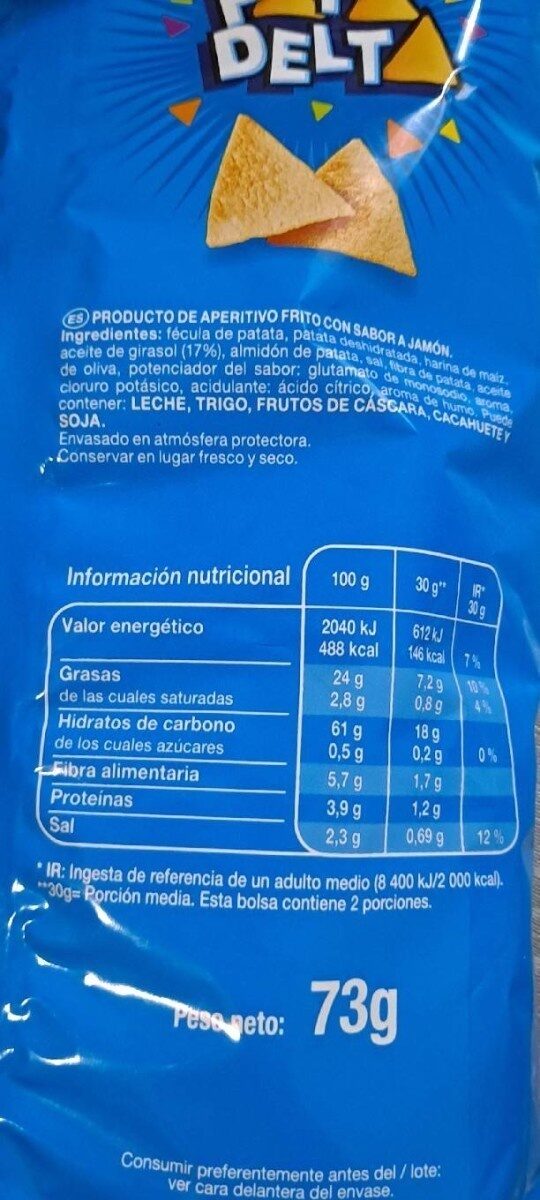 DELTA
ES PRODUCTO DE APERITIVO FRITO CON SABOR A JAMÓN.
Ingredientes: fécula de patata, patata deshidratada, harina de maíz,
aceite de girasol (17%), almidón de patata, sal, fibra de patata, aceite
de oliva, potenciador del sabor: glutamato de monosodio, aroma,
cloruro potásico, acidulante: ácido cítrico, aroma de humo. Puede
contener: LECHE, TRIGO, FRUTOS DE CÁSCARA, CACAHUETE Y
SOJA.
Envasado en atmósfera protectora.
Conservar en lugar fresco y seco.
Información nutricional 100 g 30 g** IR* 30 g
Valor energético 2040 kJ 612 kJ
488 kcal 146 kcal 7 %
Grasas 24 g 7,2 g 10 %
de las cuales saturadas 2,8 g 0,8 g 4 %
Hidratos de carbono 61 g 18 g
de los cuales azúcares 0,5 g 0,2 g 0 %
Fibra alimentaria 5,7 g 1,7 g
Proteínas 3,9 g 1,2 g
Sal 2,3 g 0,69 g 12 %
* IR: Ingesta de referencia de un adulto medio (8 400 kJ/2 000 kcal).
**30g= Porción media. Esta bolsa contiene 2 porciones.
Peso neto: 73g
Consumir preferentemente antes del / lote:
ver cara delantera del envase.